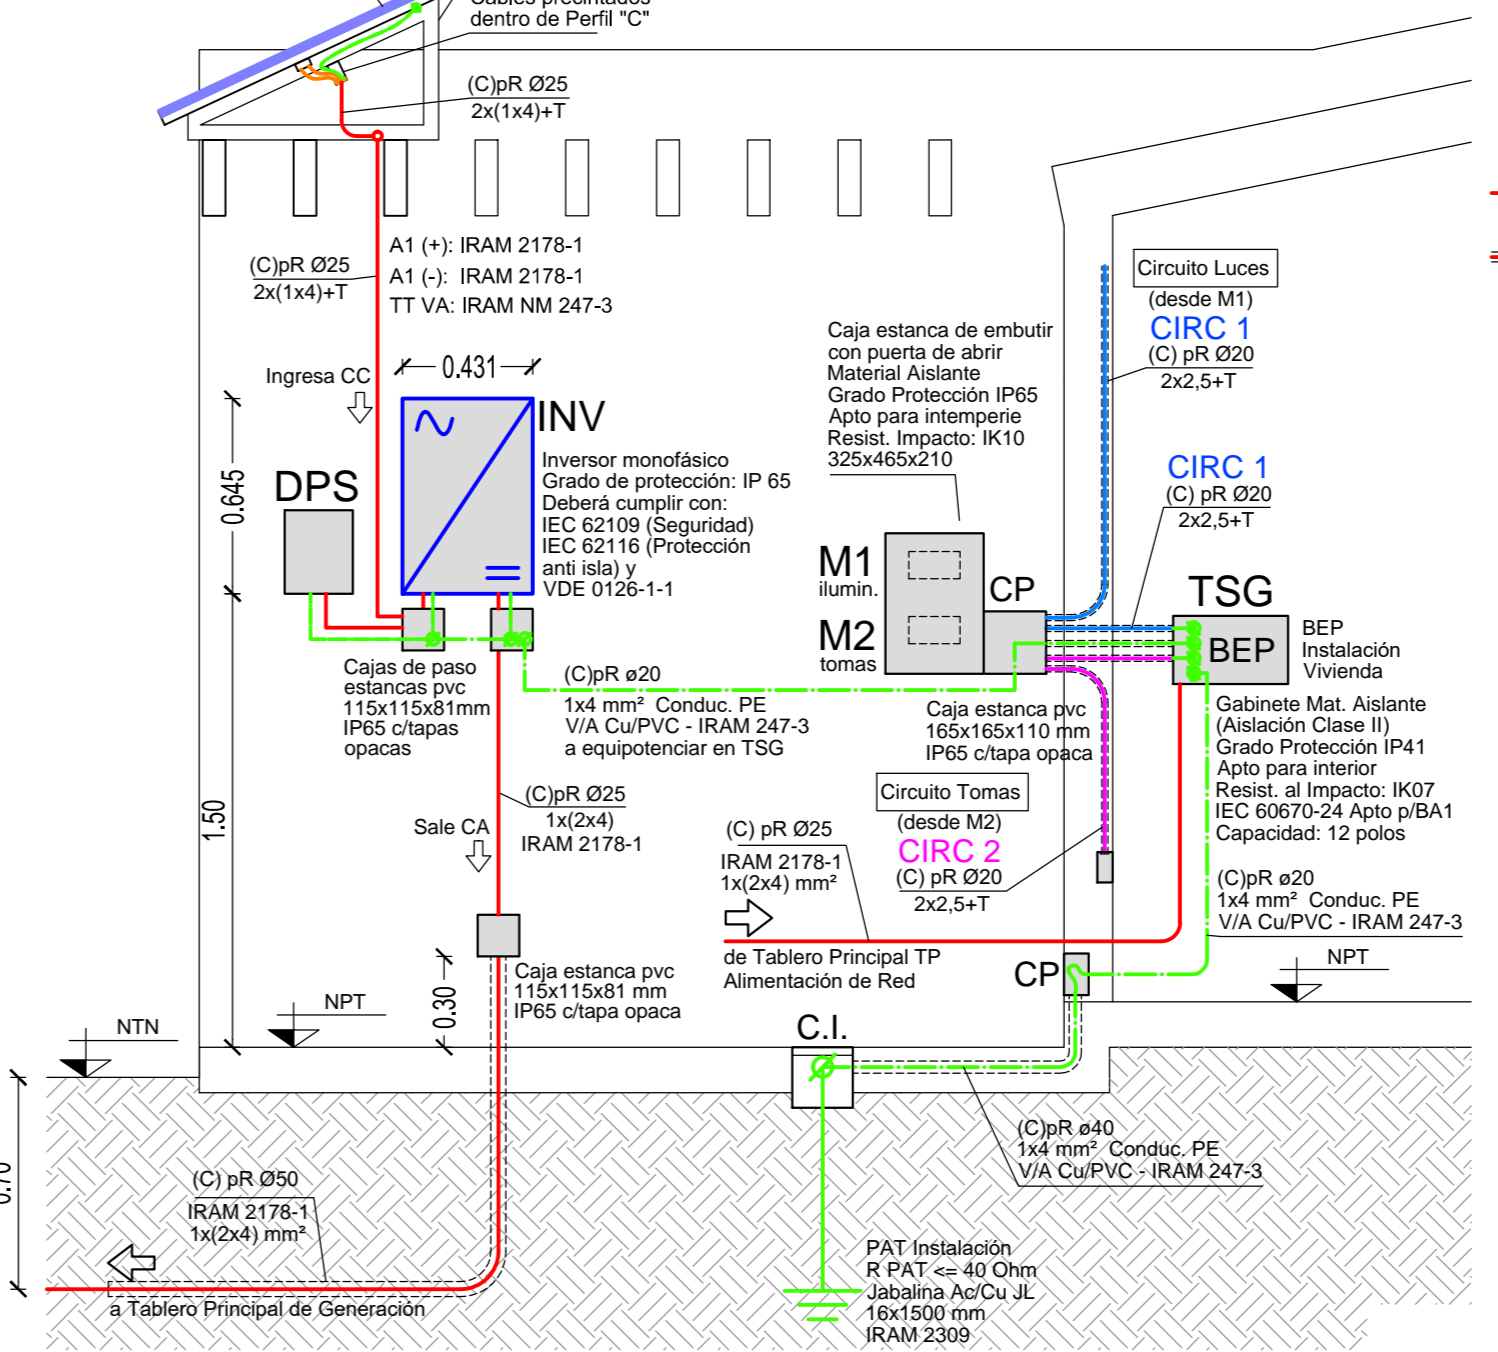 Cables precintados
dentro de Perfil "C"
(C)pR Ø25
2x(1x4)+T
A1 (+): IRAM 2178-1
A1 (-): IRAM 2178-1
TT VA: IRAM NM 247-3
(C)pR Ø25
2x(1x4)+T
Ingresa CC
0.431
INV
0.645
DPS
Inversor monofásico
Grado de protección: IP 65
Deberá cumplir con:
IEC 62109 (Seguridad)
IEC 62116 (Protección
anti isla) y
VDE 0126-1-1
Caja estanca de embutir
con puerta de abrir
Material Aislante
Grado Protección IP65
Apto para intemperie
Resist. Impacto: IK10
325x465x210
Circuito Luces
(desde M1)
CIRC 1
(C) pR Ø20
2x2,5+T
CIRC 1
(C) pR Ø20
2x2,5+T
M1
ilumin.
M2
tomas
CP
TSG
BEP
BEP
Instalación
Vivienda
Cajas de paso
estancas pvc
115x115x81mm
IP65 c/tapas
opacas
(C)pR ø20
1x4 mm² Conduc. PE
V/A Cu/PVC - IRAM 247-3
a equipotenciar en TSG
Caja estanca pvc
165x165x110 mm
IP65 c/tapa opaca
Gabinete Mat. Aislante
(Aislación Clase II)
Grado Protección IP41
Apto para interior
Resist. al Impacto: IK07
IEC 60670-24 Apto p/BA1
Capacidad: 12 polos
1.50
Sale CA
(C)pR Ø25
1x(2x4)
IRAM 2178-1
(C) pR Ø25
IRAM 2178-1
1x(2x4) mm²
de Tablero Principal TP
Alimentación de Red
Circuito Tomas
(desde M2)
CIRC 2
(C) pR Ø20
2x2,5+T
(C)pR ø20
1x4 mm² Conduc. PE
V/A Cu/PVC - IRAM 247-3
NPT
CP
0.30
Caja estanca pvc
115x115x81 mm
IP65 c/tapa opaca
NPT
NTN
C.I.
0.70
(C) pR Ø50
IRAM 2178-1
1x(2x4) mm²
a Tablero Principal de Generación
(C)pR ø40
1x4 mm² Conduc. PE
V/A Cu/PVC - IRAM 247-3
PAT Instalación
R PAT <= 40 Ohm
Jabalina Ac/Cu JL
16x1500 mm
IRAM 2309